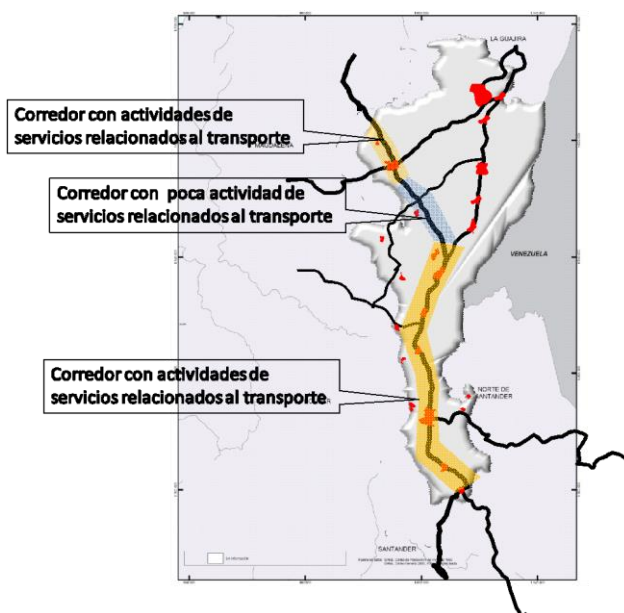 LA GUAJIRA
Corredor con actividades de
servicios relacionados al transporte
MAGDALENA
Corredor con poca actividad de
servicios relacionados al transporte
VENEZUELA
Corredor con actividades de
servicios relacionados al transporte
NORTE DE
SANTANDER
SANTANDER